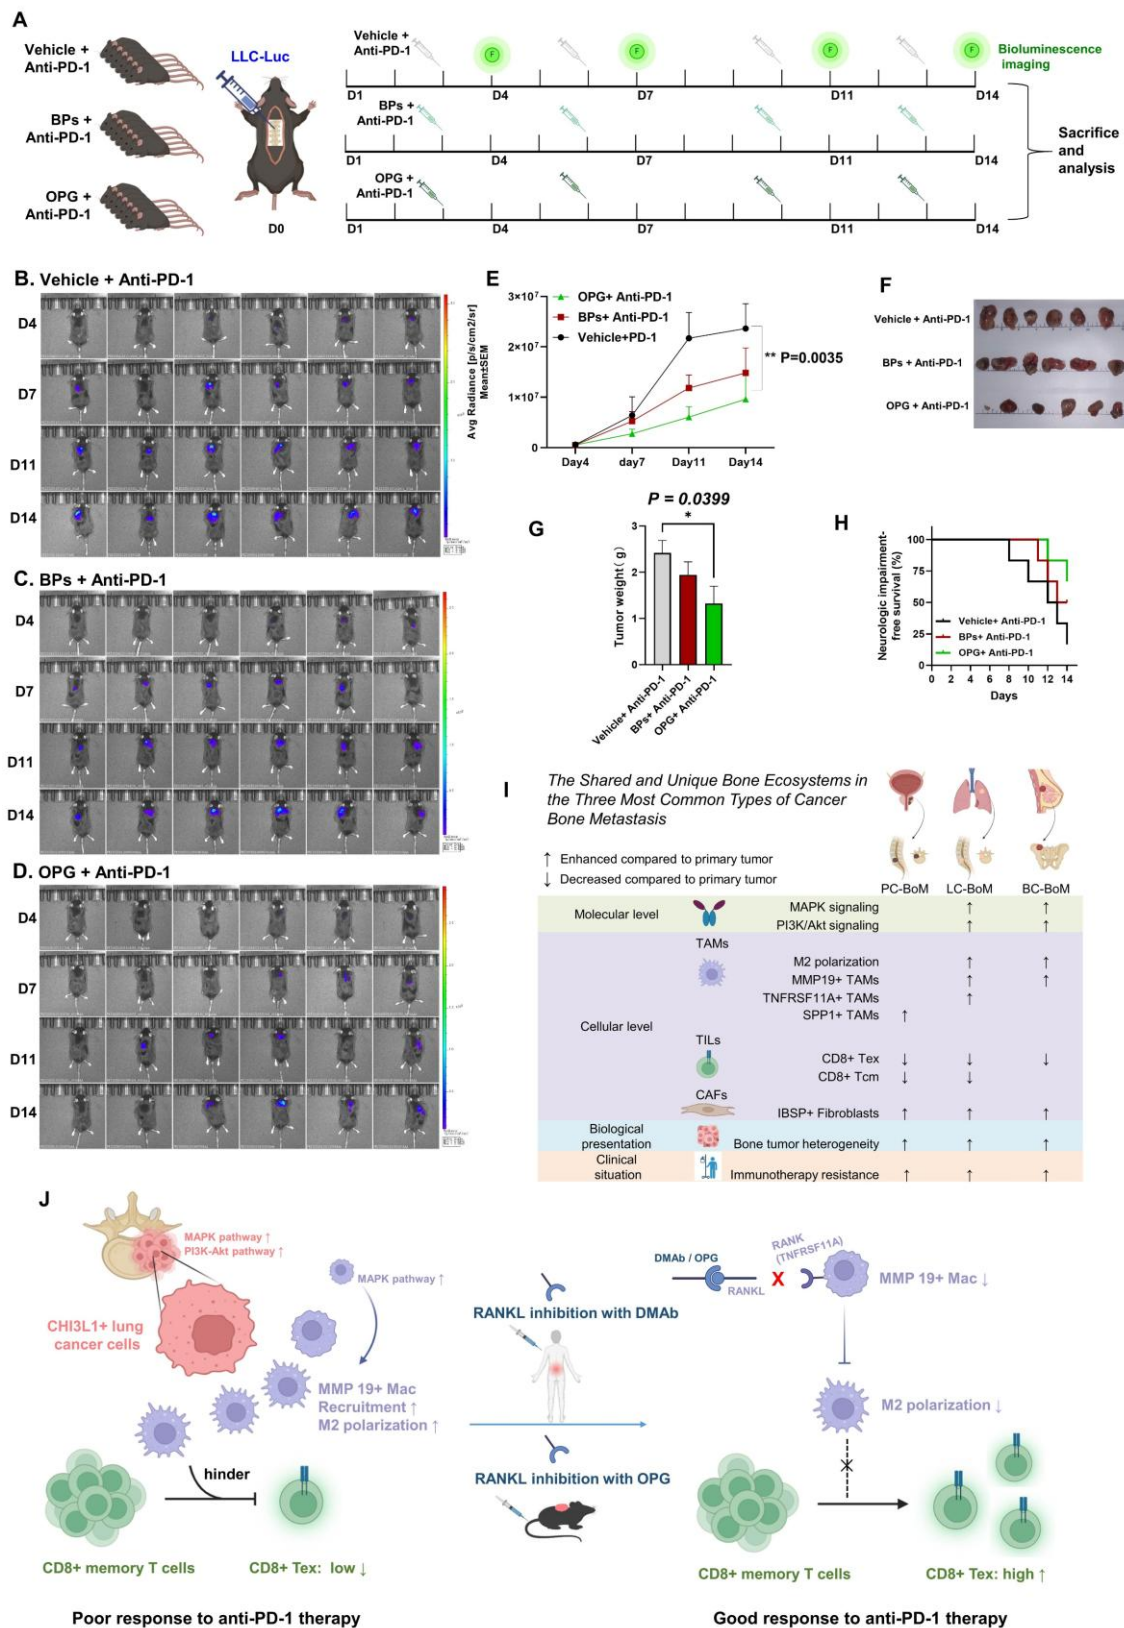 A
Vehicle +
Anti-PD-1
BPs +
Anti-PD-1
OPG +
Anti-PD-1
LLC-Luc
D0
Vehicle +
Anti-PD-1
F
F
F
F
Bioluminescence
imaging
D1
D4
D7
D11
D14
BPs +
Anti-PD-1
D1
D4
D7
D11
D14
OPG +
Anti-PD-1
D1
D4
D7
D11
D14
Sacrifice
and
analysis
B. Vehicle + Anti-PD-1
D4
D7
D11
D14
C. BPs + Anti-PD-1
D4
D7
D11
D14
D. OPG + Anti-PD-1
D4
D7
D11
D14
E
Avg Radiance [p/s/cm2/sr]
Mean±SEM
3×10⁷
2×10⁷
1×10⁷
0
OPG+ Anti-PD-1
BPs+ Anti-PD-1
Vehicle+PD-1
** P=0.0035
Day4
day7
Day11
Day14
F
Vehicle + Anti-PD-1
BPs + Anti-PD-1
OPG + Anti-PD-1
G
P = 0.0399
*
Tumor weight( g)
3
2
1
0
Vehicle+ Anti-PD-1
BPs+ Anti-PD-1
OPG+ Anti-PD-1
H
Neurologic impairment-
free survival (%)
100
75
50
25
0
Vehicle+ Anti-PD-1
BPs+ Anti-PD-1
OPG+ Anti-PD-1
0 2 4 6 8 10 12 14
Days
I
The Shared and Unique Bone Ecosystems in
the Three Most Common Types of Cancer
Bone Metastasis
↑ Enhanced compared to primary tumor
↓ Decreased compared to primary tumor
PC-BoM LC-BoM BC-BoM
Molecular level
MAPK signaling ↑ ↑
PI3K/Akt signaling ↑ ↑
Cellular level
TAMs
M2 polarization ↑ ↑
MMP19+ TAMs ↑ ↑
TNFRSF11A+ TAMs ↑
SPP1+ TAMs ↑
TILs
CD8+ Tex ↓ ↓ ↓
CD8+ Tcm ↓ ↓
CAFs
IBSP+ Fibroblasts ↑ ↑ ↑
Biological
presentation
Bone tumor heterogeneity ↑ ↑ ↑
Clinical
situation
Immunotherapy resistance ↑ ↑ ↑
J
MAPK pathway ↑
PI3K-Akt pathway ↑
CHI3L1+ lung
cancer cells
MAPK pathway ↑
MMP 19+ Mac
Recruitment ↑
M2 polarization ↑
hinder
CD8+ memory T cells
CD8+ Tex: low ↓
Poor response to anti-PD-1 therapy
RANKL inhibition with DMAb
RANKL inhibition with OPG
DMAb / OPG
RANKL
X
RANK
(TNFRSF11A)
MMP 19+ Mac ↓
M2 polarization ↓
CD8+ memory T cells
CD8+ Tex: high ↑
Good response to anti-PD-1 therapy